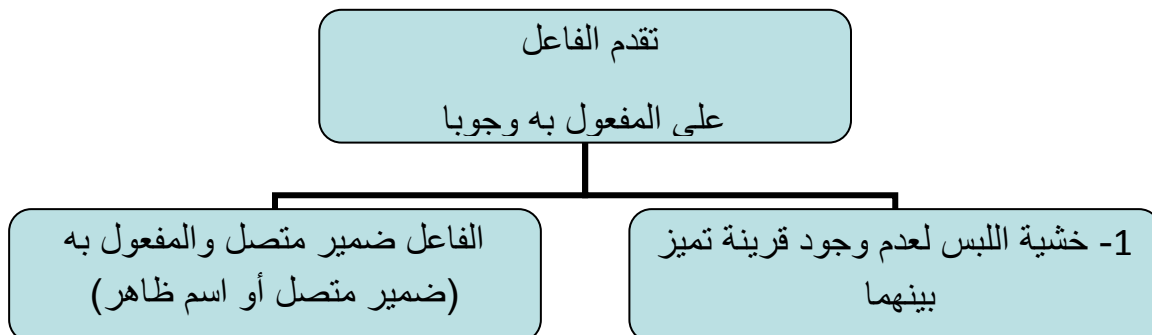 تقدم الفاعل
على المفعول به وجوبا
1- خشية اللبس لعدم وجود قرينة تميز
بينهما
الفاعل ضمير متصل والمفعول به
(ضمير متصل أو اسم ظاهر)